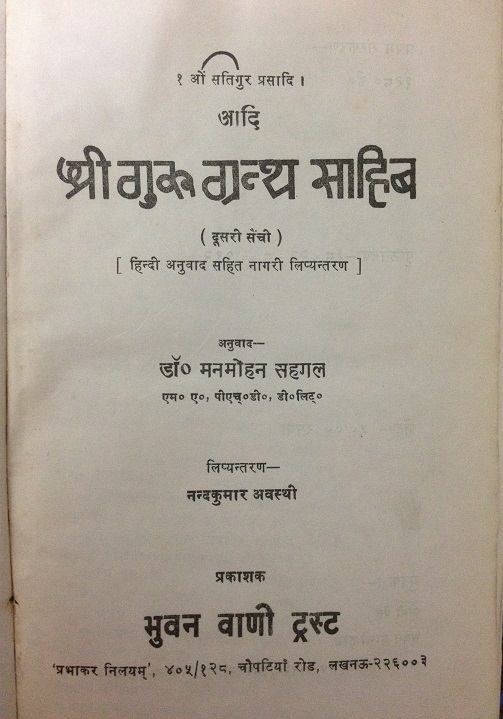 १ ओं सतिगुर प्रसादि ।
आदि
श्री गुरू ग्रन्थ साहिब
( दूसरी सैंची )
[ हिन्दी अनुवाद सहित नागरी लिप्यन्तरण ]
अनुवाद—
डॉ० मनमोहन सहगल
एम० ए०, पीएच्०डी०, डी०लिट्०
लिप्यन्तरण—
नन्दकुमार अवस्थी
प्रकाशक
भुवन वाणी ट्रस्ट
'प्रभाकर निलयम्', ४०५/१२८, चौपटियाँ रोड, लखनऊ-२२६००३